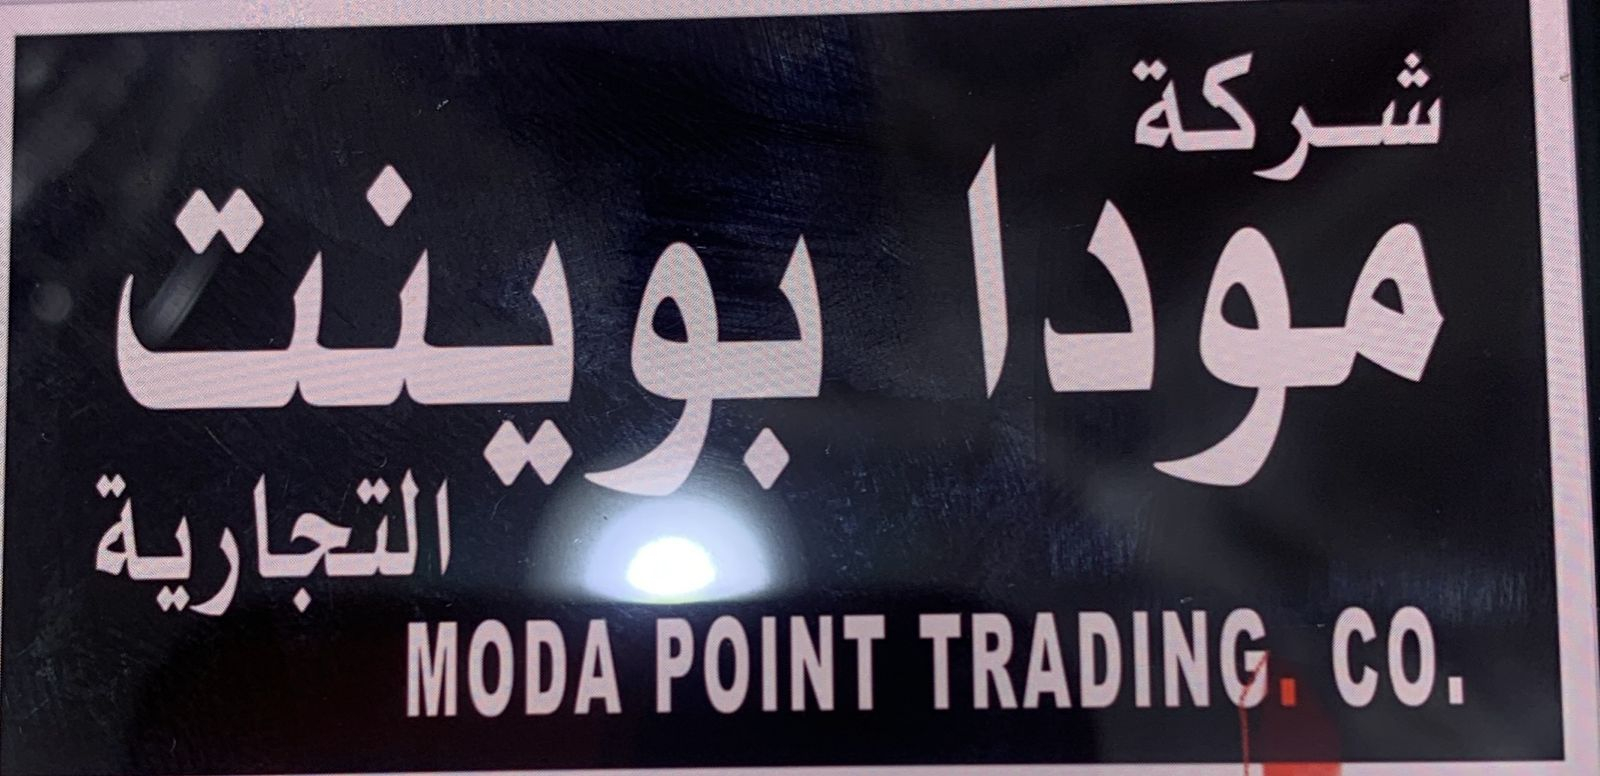 شركة
مودا بوينت
التجارية
MODA POINT TRADING. CO.